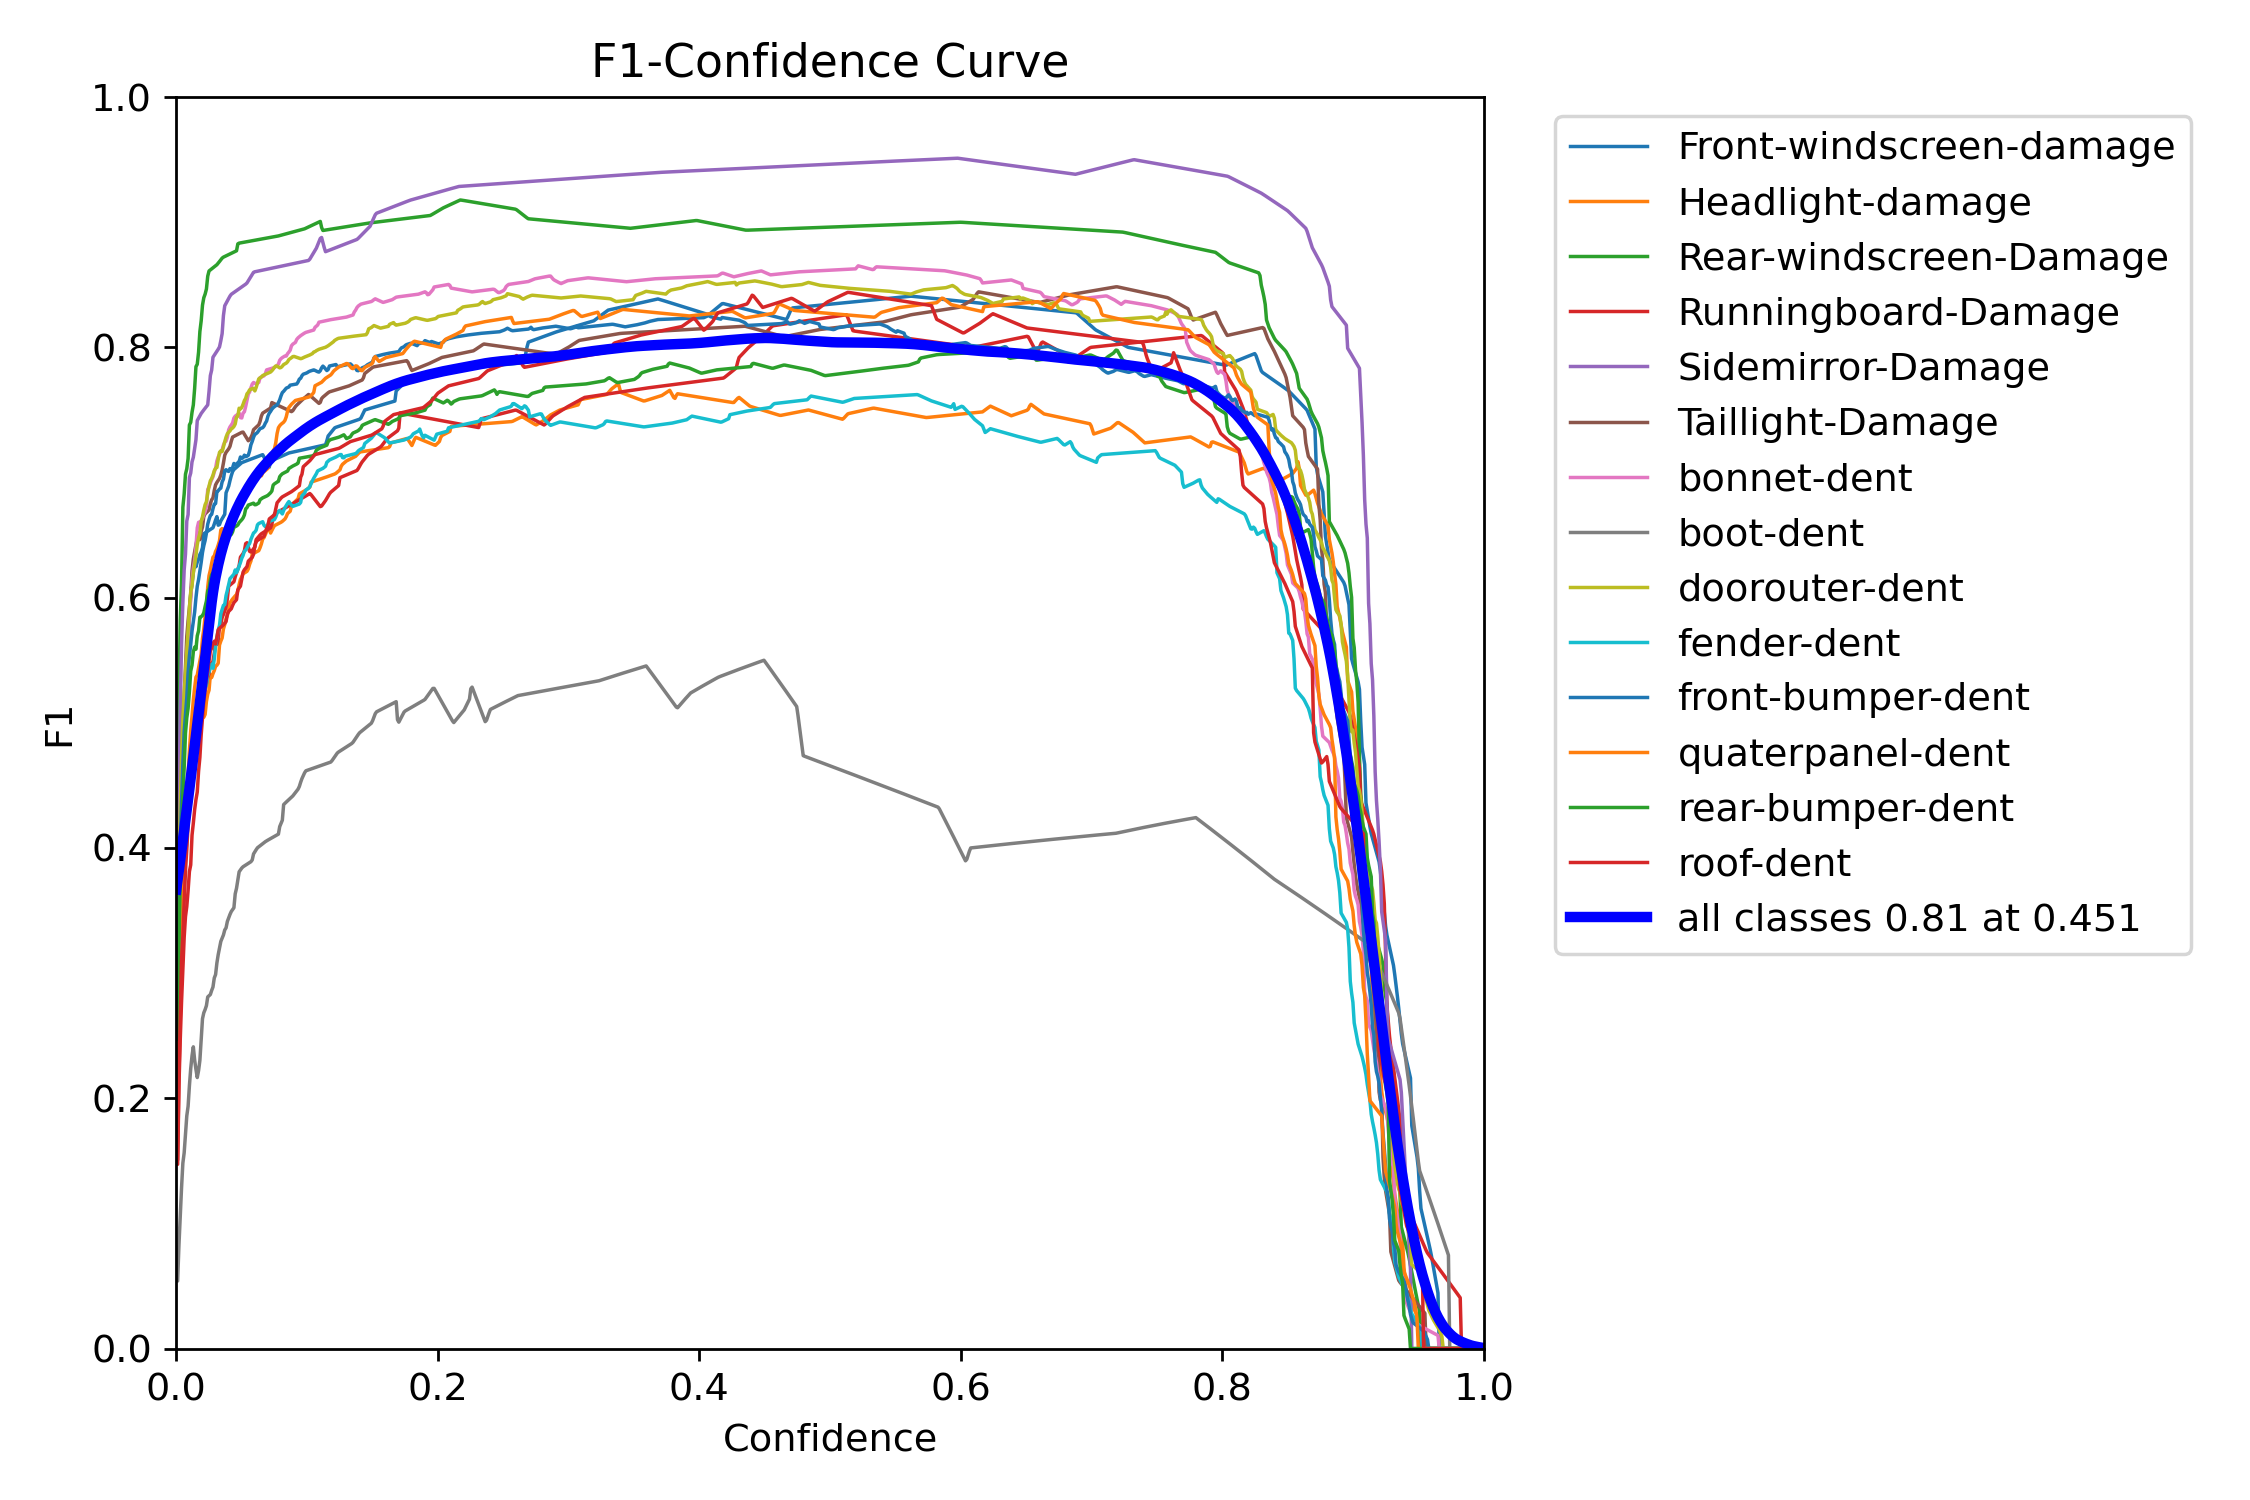 F1-Confidence Curve
1.0
0.8
0.6
0.4
0.2
0.0
F1
0.0 0.2 0.4 0.6 0.8 1.0
Confidence
Front-windscreen-damage
Headlight-damage
Rear-windscreen-Damage
Runningboard-Damage
Sidemirror-Damage
Taillight-Damage
bonnet-dent
boot-dent
doorouter-dent
fender-dent
front-bumper-dent
quaterpanel-dent
rear-bumper-dent
roof-dent
all classes 0.81 at 0.451